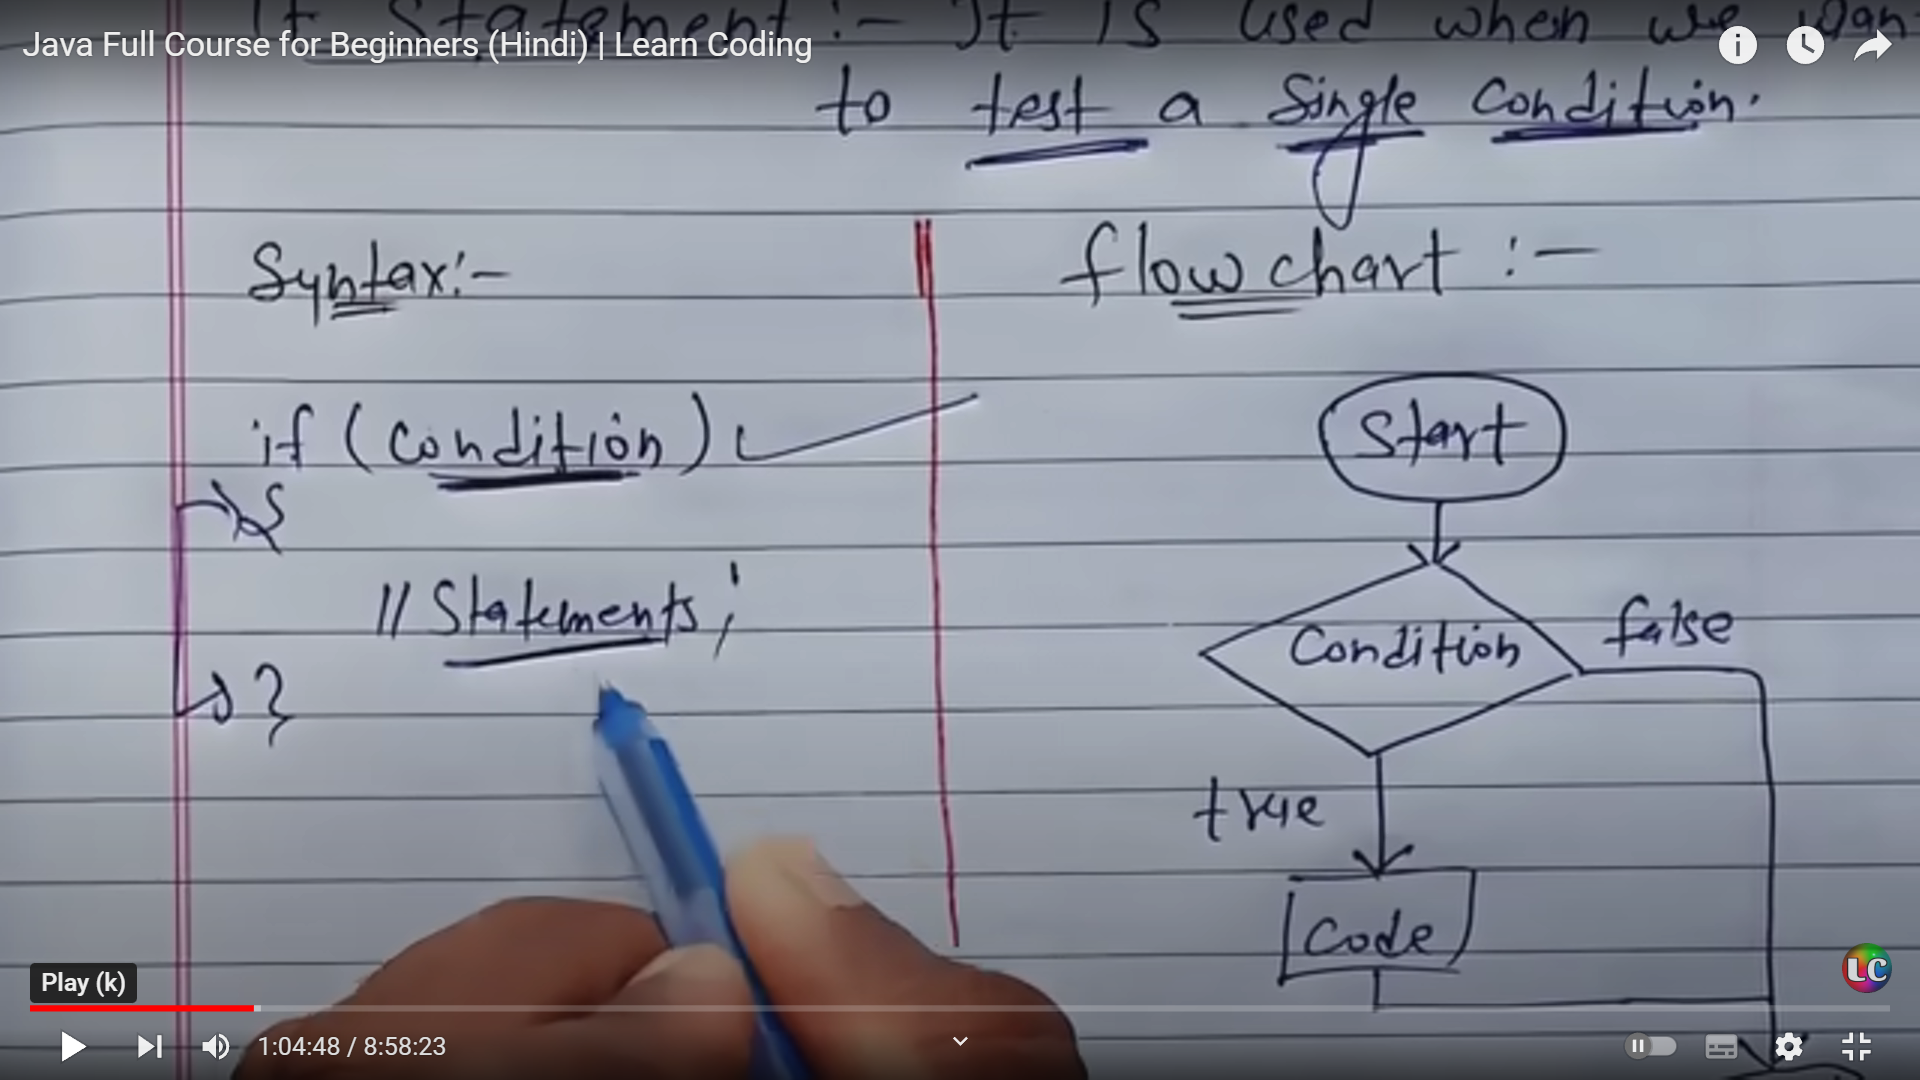 If Statement :- It is used when we wan
Java Full Course for Beginners (Hindi) | Learn Coding
to test a single condition.
Syntax :-
flow chart :-
if (condition)
{
// Statements;
}
Start
Condition
false
true
Code
LC
Play (k)
1:04:48 / 8:58:23